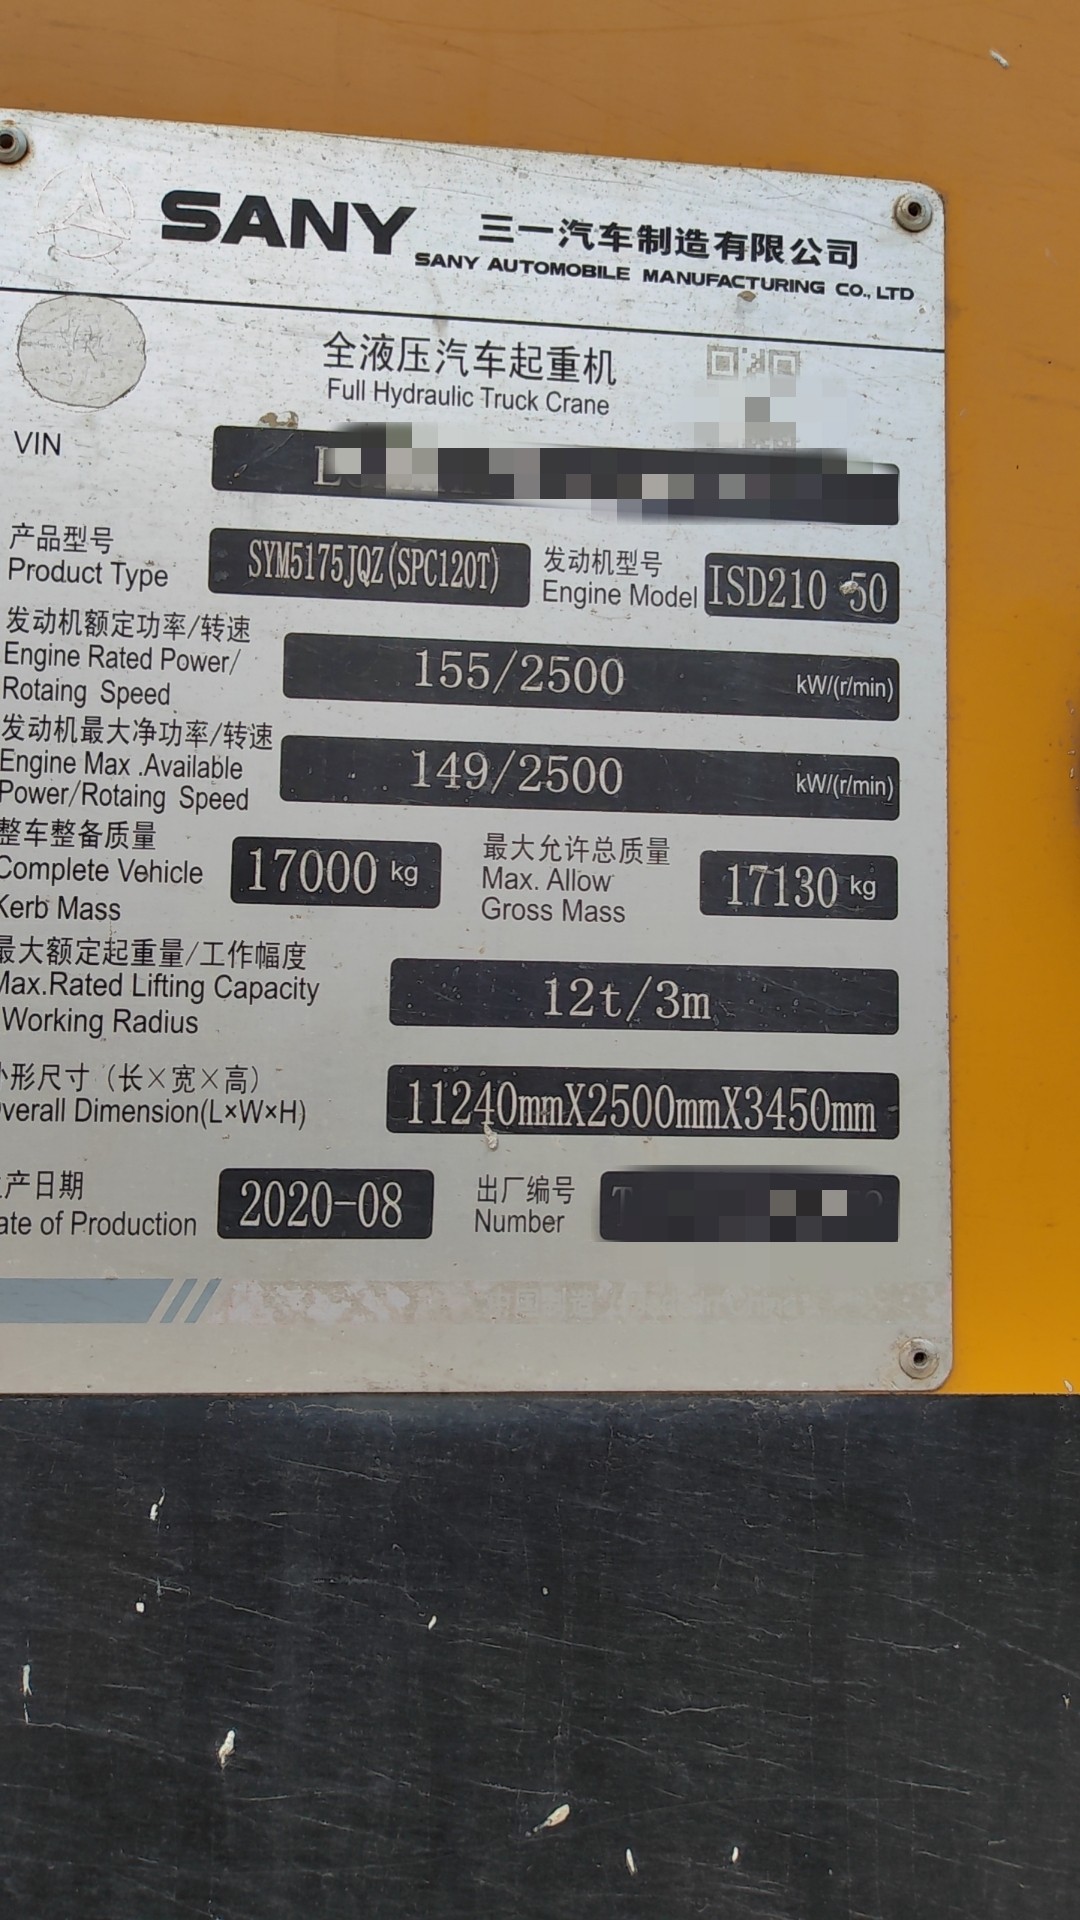 SANY 三一汽车制造有限公司
SANY AUTOMOBILE MANUFACTURING CO., LTD
全液压汽车起重机
Full Hydraulic Truck Crane
VIN
产品型号
Product Type
SYM5175JQZ(SPC120T)
发动机型号
Engine Model
ISD210 50
发动机额定功率/转速
Engine Rated Power/
Rotaing Speed
155/2500 kW/(r/min)
发动机最大净功率/转速
Engine Max .Available
Power/Rotaing Speed
149/2500 kW/(r/min)
整车整备质量
Complete Vehicle
Kerb Mass
17000 kg
最大允许总质量
Max. Allow
Gross Mass
17130 kg
最大额定起重量/工作幅度
Max.Rated Lifting Capacity
Working Radius
12t/3m
外形尺寸（长×宽×高）
verall Dimension(L×W×H)
11240mmX2500mmX3450mm
产日期
ate of Production
2020-08
出厂编号
Number